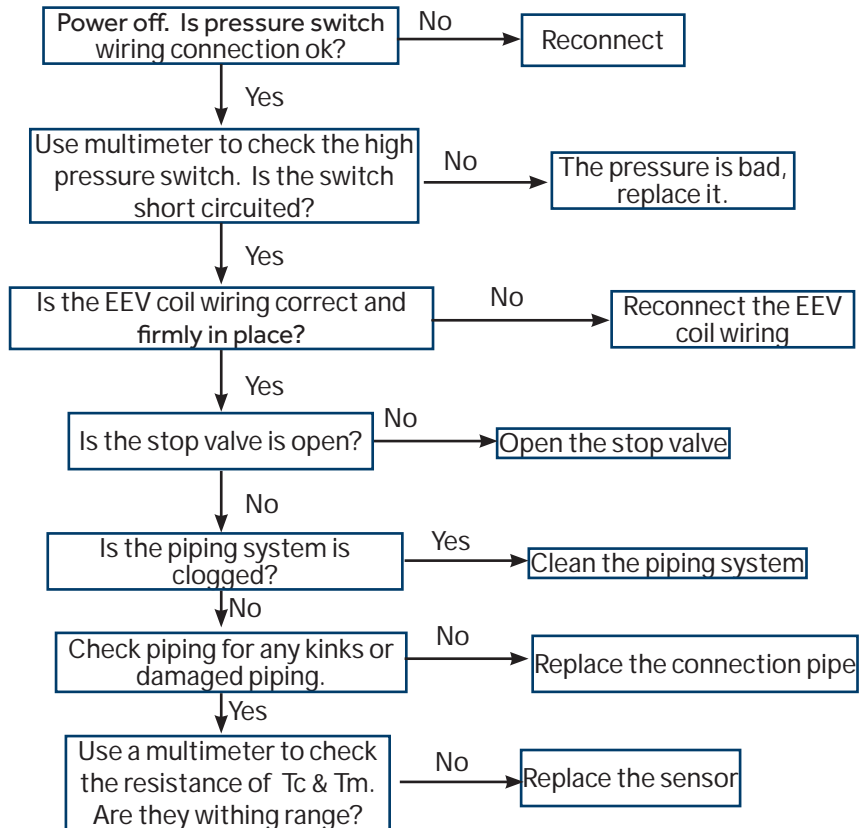 Power off. Is pressure switch
wiring connection ok?
No
Reconnect
Yes
Use multimeter to check the high
pressure switch. Is the switch
short circuited?
No
The pressure is bad,
replace it.
Yes
Is the EEV coil wiring correct and
firmly in place?
No
Reconnect the EEV
coil wiring
Yes
Is the stop valve is open?
No
Open the stop valve
No
Is the piping system is
clogged?
Yes
Clean the piping system
No
Check piping for any kinks or
damaged piping.
No
Replace the connection pipe
Yes
Use a multimeter to check
the resistance of Tc & Tm.
Are they withing range?
No
Replace the sensor